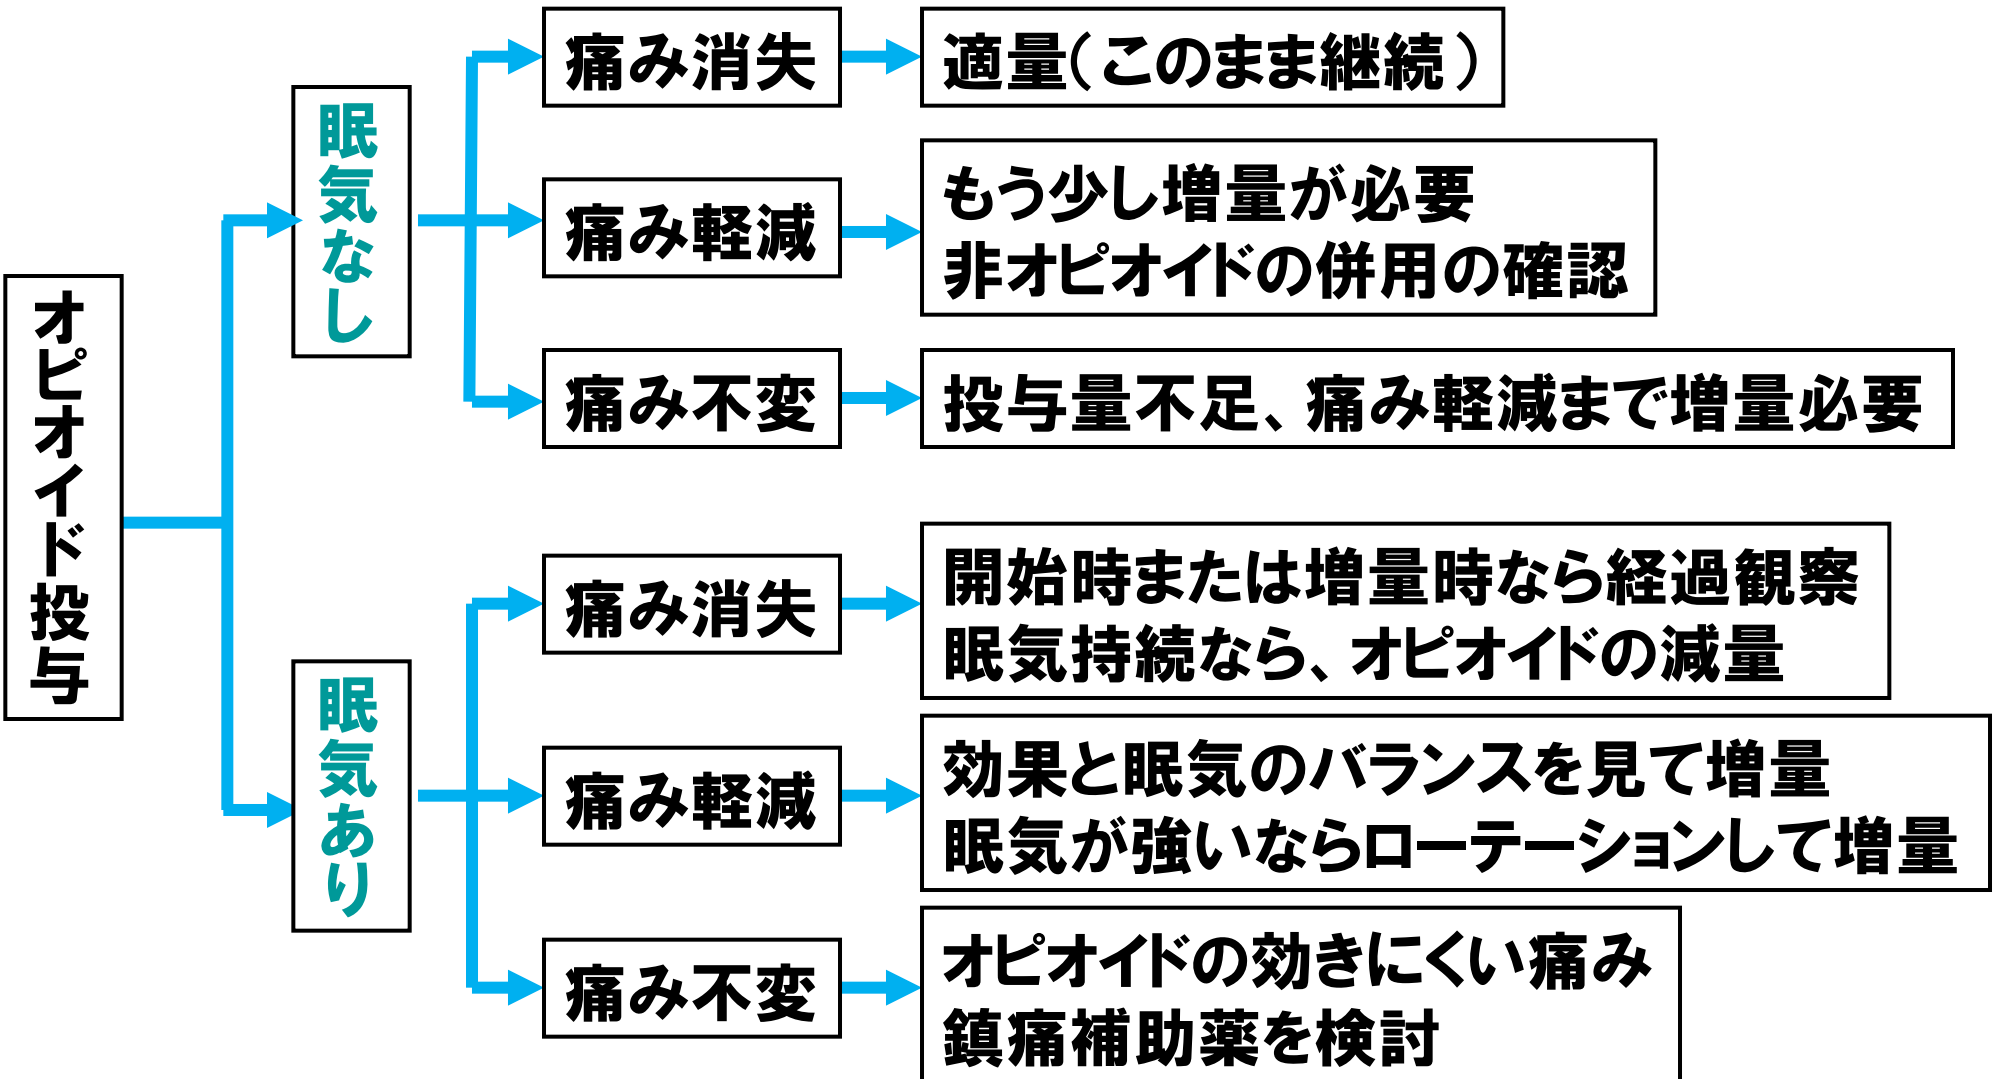 オピオイド投与
眠気なし
痛み消失
適量(このまま継続)
痛み軽減
もう少し増量が必要
非オピオイドの併用の確認
痛み不変
投与量不足、痛み軽減まで増量必要
眠気あり
痛み消失
開始時または増量時なら経過観察
眠気持続なら、オピオイドの減量
痛み軽減
効果と眠気のバランスを見て増量
眠気が強いならローテーションして増量
痛み不変
オピオイドの効きにくい痛み
鎮痛補助薬を検討